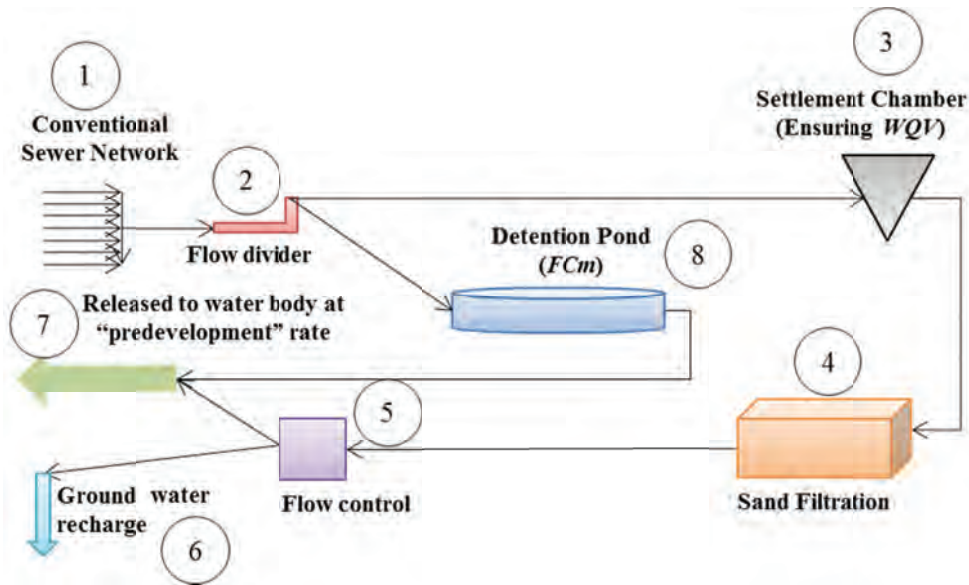 1
Conventional
Sewer Network
2
Flow divider
3
Settlement Chamber
(Ensuring WQV)
Detention Pond
(FCm)
8
7
Released to water body at
“predevelopment” rate
4
Sand Filtration
5
Flow control
Ground water
recharge
6